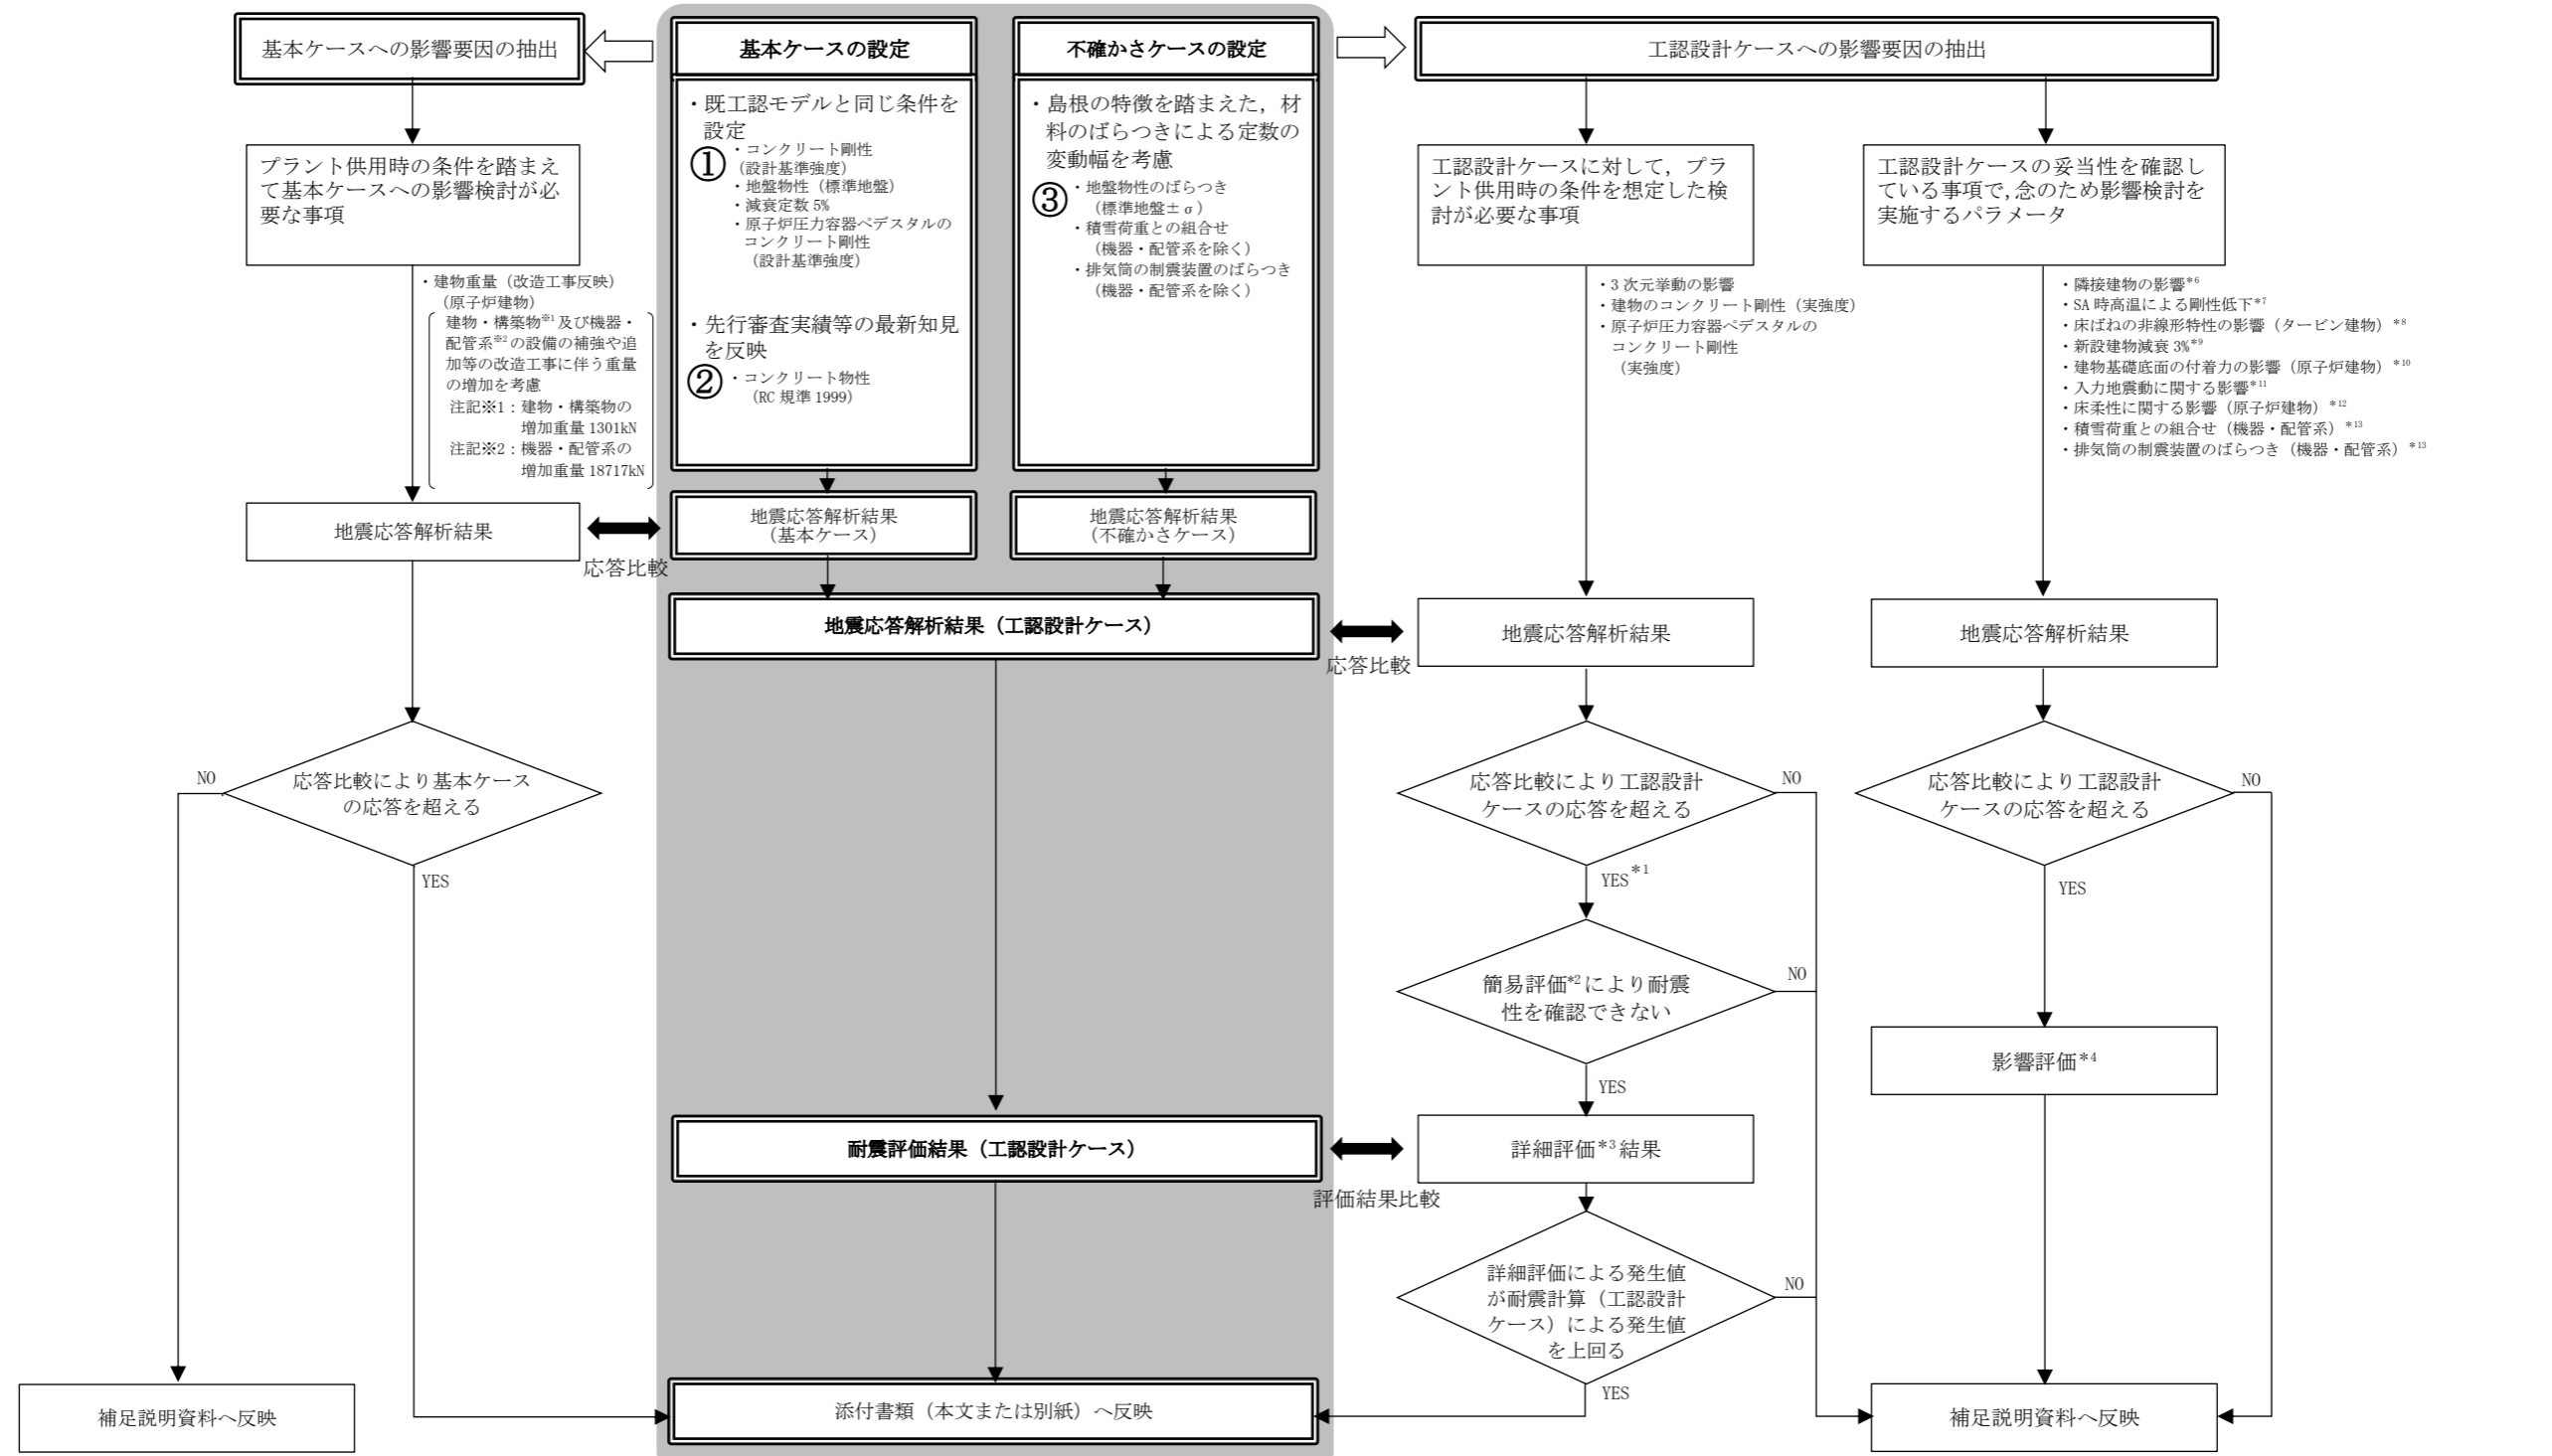 基本ケースへの影響要因の抽出
プラント供用時の条件を踏まえ
て基本ケースへの影響検討が必
要な事項
・建物重量（改造工事反映）
（原子炉建物）
建物・構築物※1及び機器・
配管系※2の設備の補強や追
加等の改造工事に伴う重量
の増加を考慮
注記※1：建物・構築物の
増加重量 1301kN
注記※2：機器・配管系の
増加重量 18717kN
地震応答解析結果
応答比較
応答比較により基本ケース
の応答を超える
NO
YES
補足説明資料へ反映
基本ケースの設定
・既工認モデルと同じ条件を
設定
①
・コンクリート剛性
（設計基準強度）
・地盤物性（標準地盤）
・減衰定数 5%
・原子炉圧力容器ペデスタルの
コンクリート剛性
（設計基準強度）
・先行審査実績等の最新知見
を反映
②
・コンクリート物性
（RC 規準 1999）
地震応答解析結果
（基本ケース）
不確かさケースの設定
・島根の特徴を踏まえた，材
料のばらつきによる定数の
変動幅を考慮
③
・地盤物性のばらつき
（標準地盤±σ）
・積雪荷重との組合せ
（機器・配管系を除く）
・排気筒の制震装置のばらつき
（機器・配管系を除く）
地震応答解析結果
（不確かさケース）
地震応答解析結果（工認設計ケース）
耐震評価結果（工認設計ケース）
添付書類（本文または別紙）へ反映
工認設計ケースへの影響要因の抽出
工認設計ケースに対して，プラ
ント供用時の条件を想定した検
討が必要な事項
・3 次元挙動の影響
・建物のコンクリート剛性（実強度）
・原子炉圧力容器ペデスタルの
コンクリート剛性
（実強度）
応答比較
地震応答解析結果
応答比較により工認設計
ケースの応答を超える
NO
YES＊1
簡易評価*2により耐震
性を確認できない
NO
YES
詳細評価＊3結果
評価結果比較
詳細評価による発生値
が耐震計算（工認設計
ケース）による発生値
を上回る
NO
YES
工認設計ケースの妥当性を確認し
ている事項で，念のため影響検討を
実施するパラメータ
・隣接建物の影響＊6
・SA 時高温による剛性低下＊7
・床ばねの非線形特性の影響（タービン建物）＊8
・新設建物減衰 3%＊9
・建物基礎底面の付着力の影響（原子炉建物）＊10
・入力地震動に関する影響＊11
・床柔性に関する影響（原子炉建物）＊12
・積雪荷重との組合せ（機器・配管系）＊13
・排気筒の制震装置のばらつき（機器・配管系）＊13
地震応答解析結果
応答比較により工認設計
ケースの応答を超える
NO
YES
影響評価＊4
補足説明資料へ反映